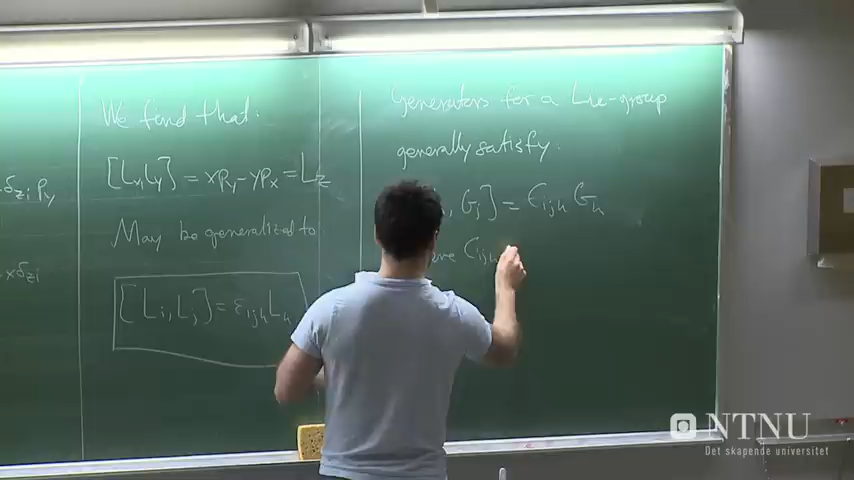 δzi Py
xδzi
We find that:
[Lx, Ly] = xpy - ypx = Lz
May be generalized to
[Li, Lj] = εijk Lk
Generators for a Lie-group
generally satisfy:
, Gj] = Cijk Gk
Cijk
NTNU
Det skapende universitet